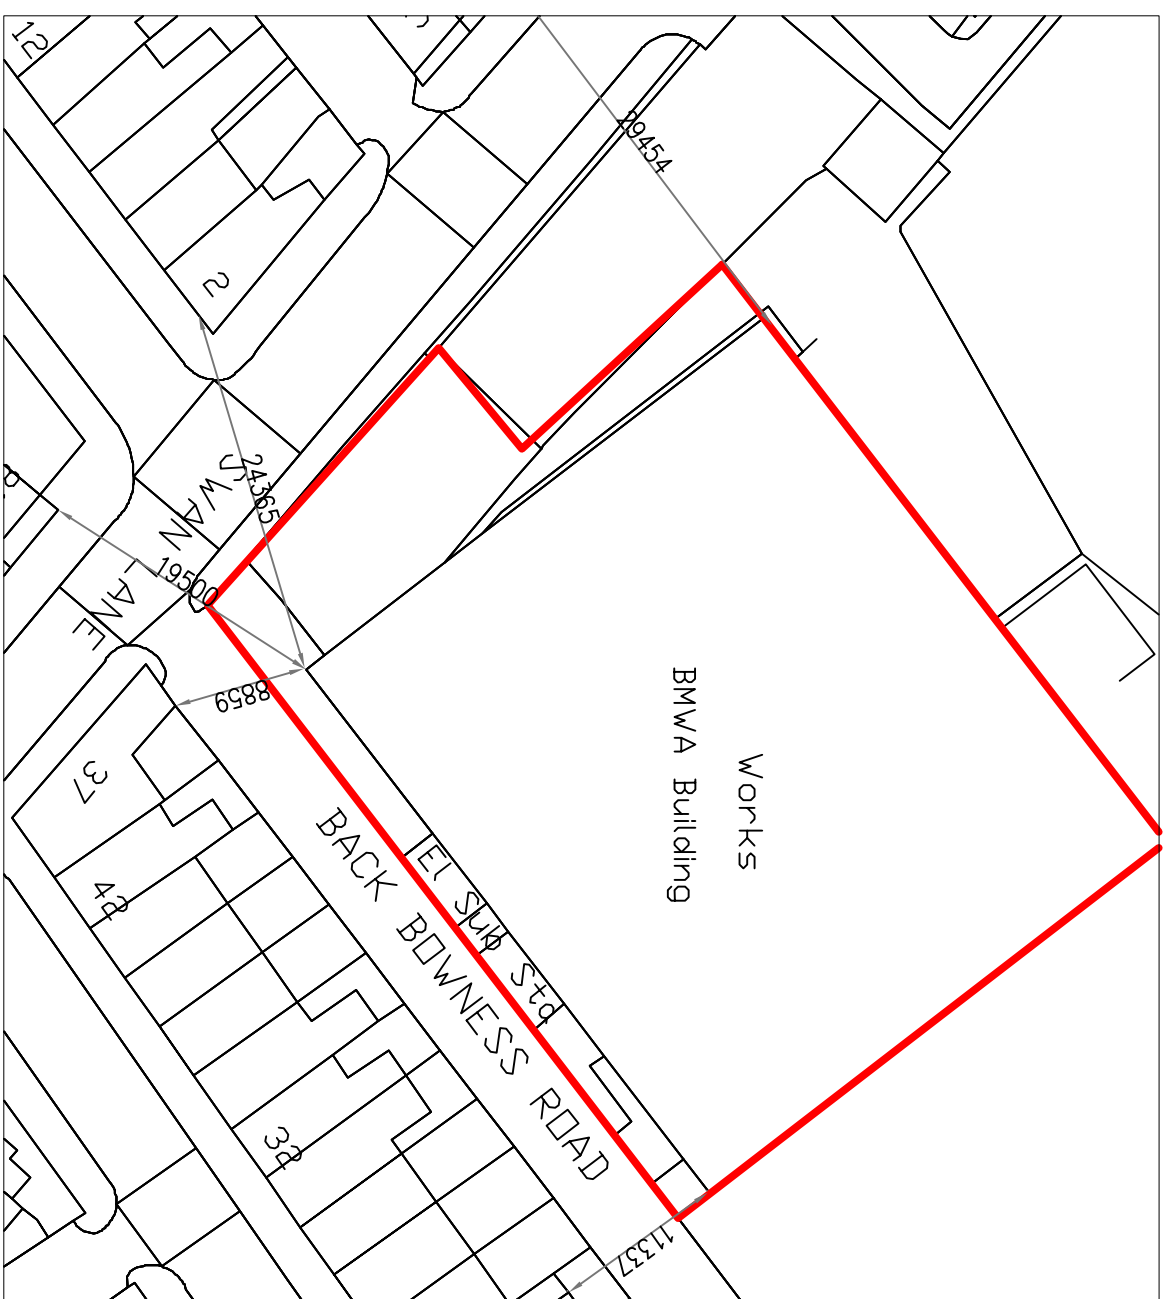 12
29454
2
24365
SWAN
LANE
19500
8859
Works
BMWA Building
37
42
El Sub Sta
BACK BOWNESS ROAD
32
11337